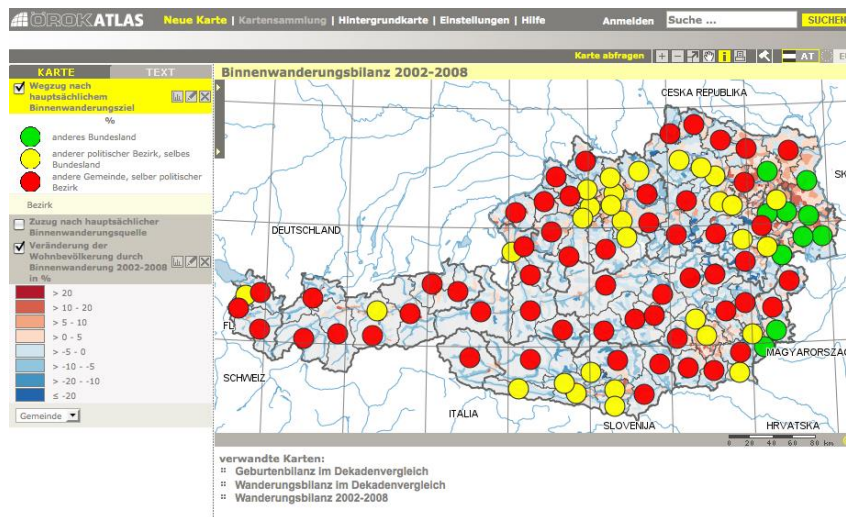 ÖROKATLAS Neue Karte | Kartensammlung | Hintergrundkarte | Einstellungen | Hilfe Anmelden Suche ... SUCHEN
Karte abfragen AT
KARTE TEXT
Binnenwanderungsbilanz 2002-2008
Wegzug nach
hauptsächlichem
Binnenwanderungsziel
%
anderes Bundesland
anderer politischer Bezirk, selbes
Bundesland
andere Gemeinde, selber politischer
Bezirk
Bezirk
Zuzug nach hauptsächlicher
Binnenwanderungsquelle
Veränderung der
Wohnbevölkerung durch
Binnenwanderung 2002-2008
in %
> 20
> 10 - 20
> 5 - 10
> 0 - 5
> -5 - 0
> -10 - -5
> -20 - -10
≤ -20
Gemeinde
CESKA REPUBLIKA
SK
DEUTSCHLAND
FL
MAGYARORSZAG
SCHWEIZ
ITALIA
SLOVENIJA
HRVATSKA
0 20 40 60 80 km
verwandte Karten:
Geburtenbilanz im Dekadenvergleich
Wanderungsbilanz im Dekadenvergleich
Wanderungsbilanz 2002-2008